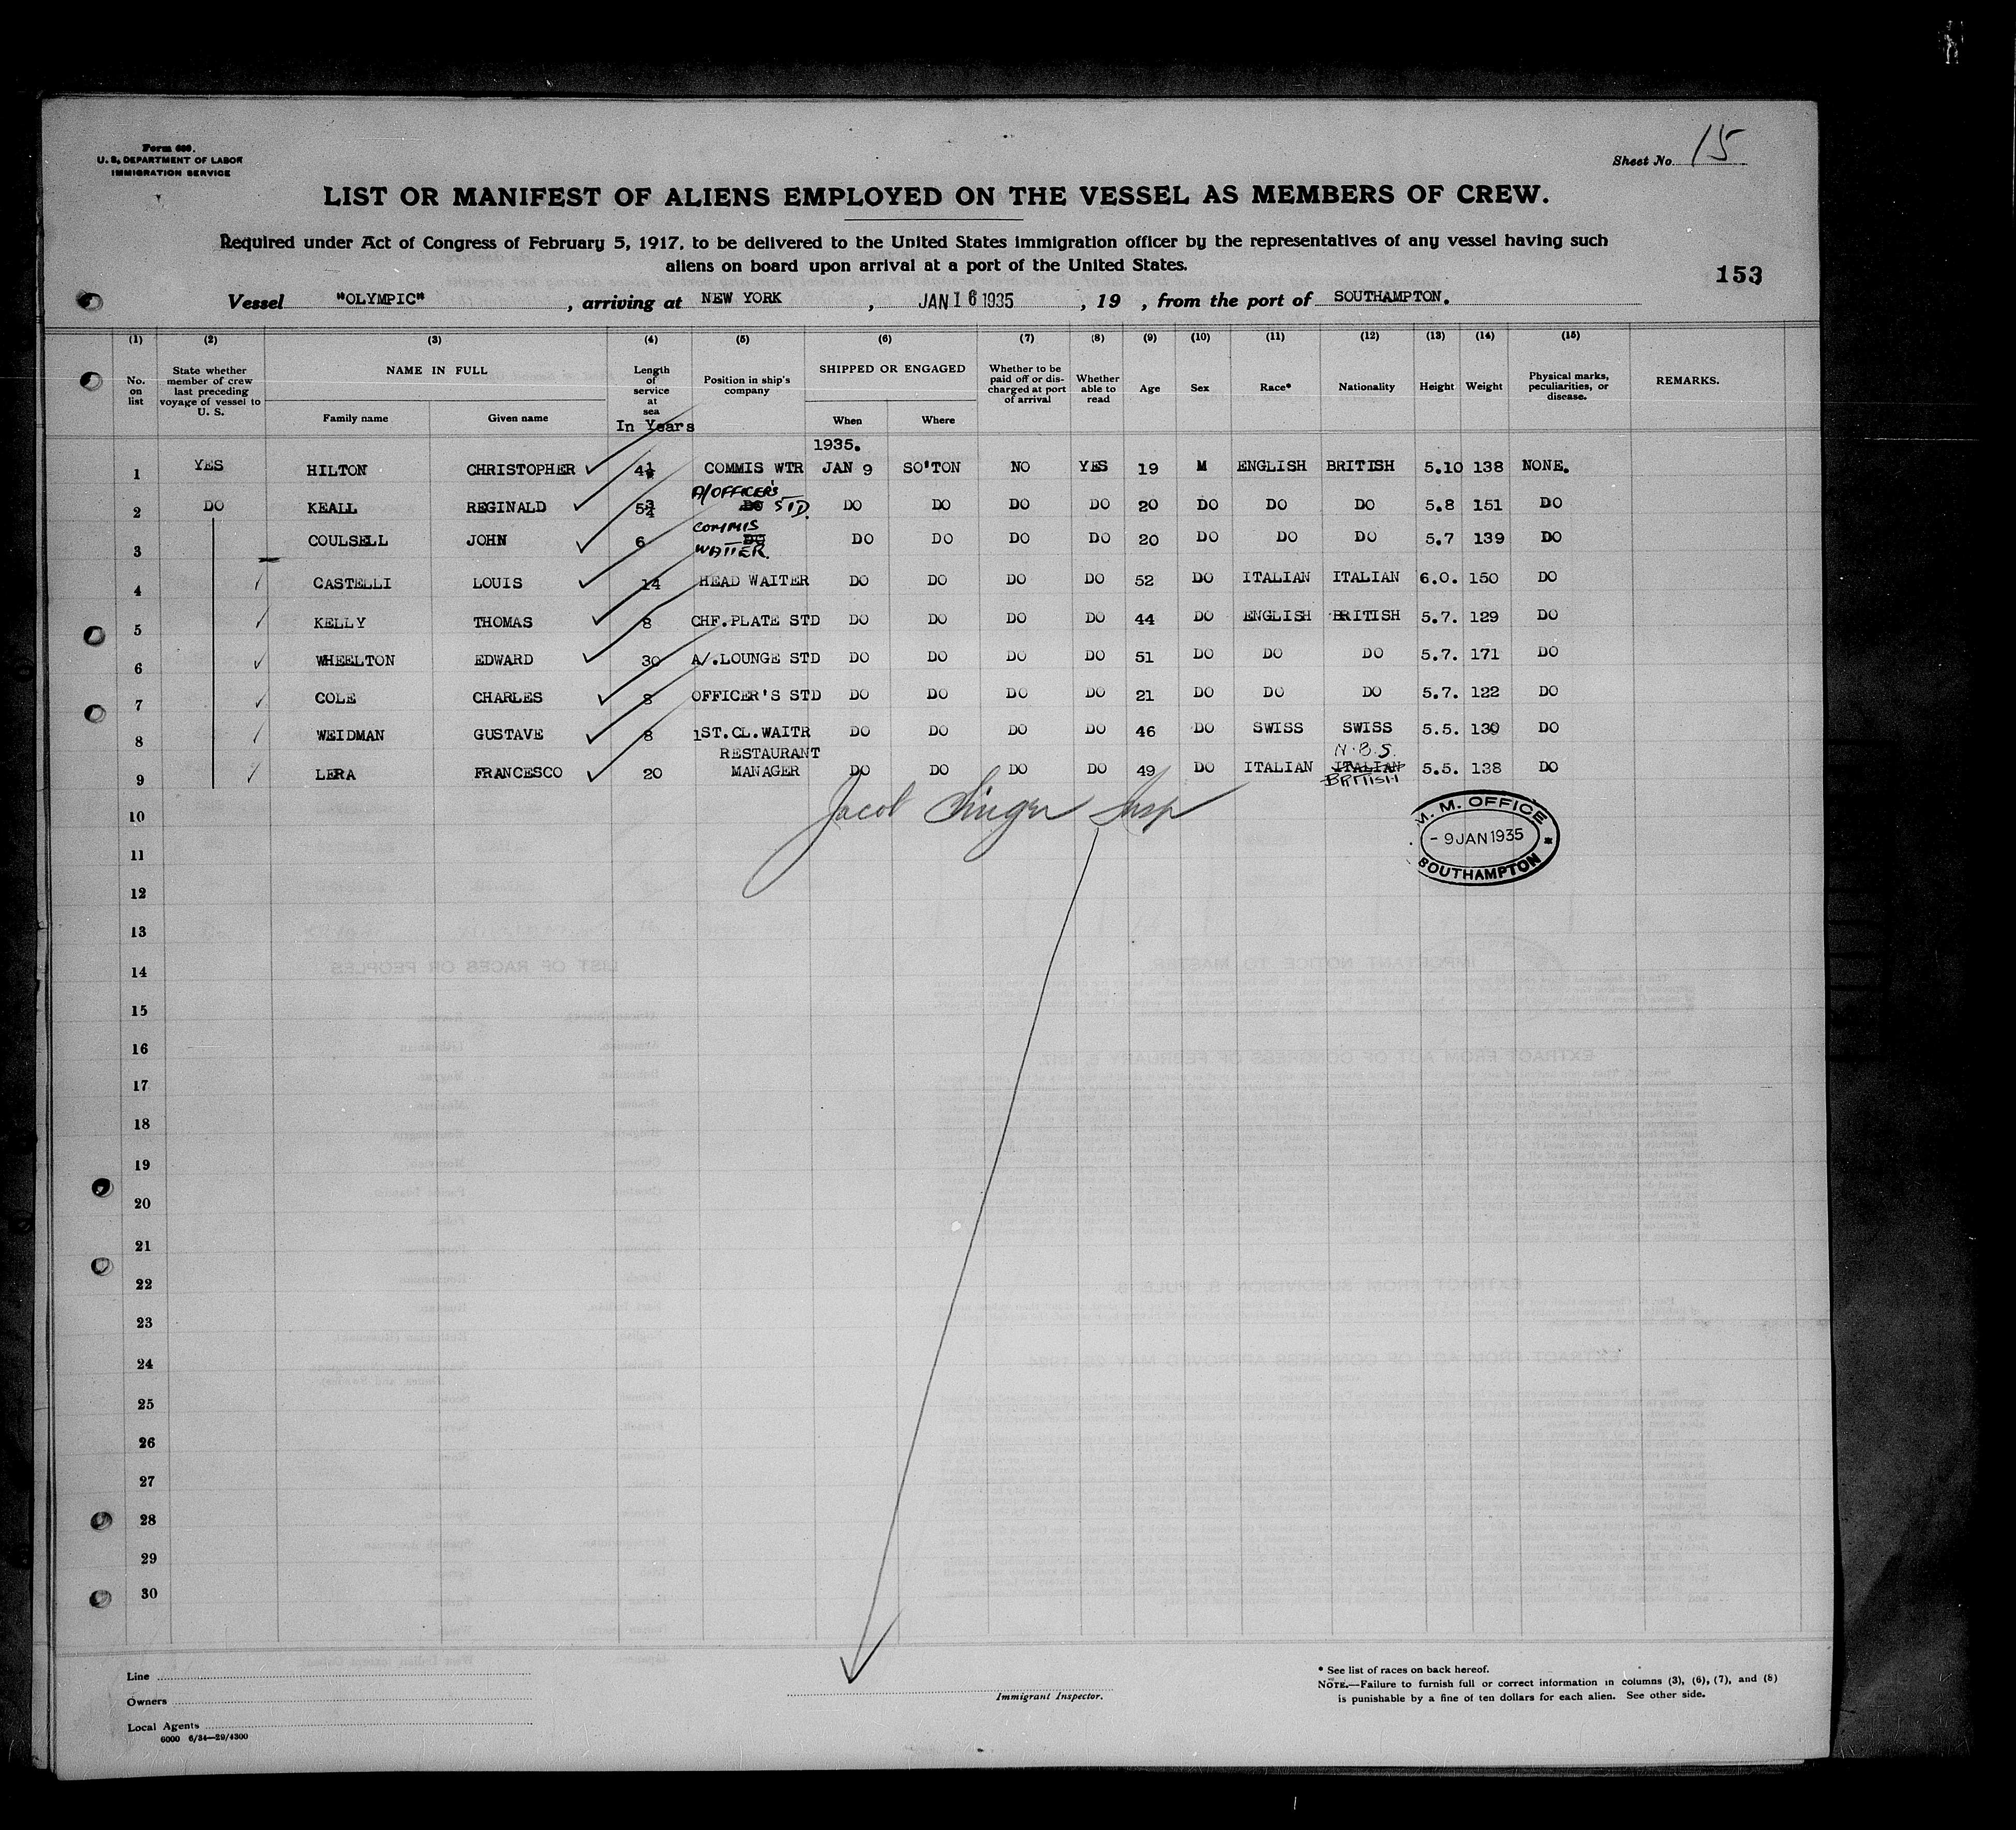 Form 680.
U. S. DEPARTMENT OF LABOR
IMMIGRATION SERVICE
Sheet No. 15
LIST OR MANIFEST OF ALIENS EMPLOYED ON THE VESSEL AS MEMBERS OF CREW.
Required under Act of Congress of February 5, 1917, to be delivered to the United States immigration officer by the representatives of any vessel having such
aliens on board upon arrival at a port of the United States.
153
Vessel "OLYMPIC", arriving at NEW YORK, JAN 16 1935, 19 , from the port of SOUTHAMPTON.
(1) (2) (3) (4) (5) (6) (7) (8) (9) (10) (11) (12) (13) (14) (15)
No. on list
State whether member of crew last preceding voyage of vessel to U. S.
NAME IN FULL
Family name Given name
Length of service at sea
In Years
Position in ship's company
SHIPPED OR ENGAGED
When Where
Whether to be paid off or discharged at port of arrival
Whether able to read
Age
Sex
Race*
Nationality
Height
Weight
Physical marks, peculiarities, or disease.
REMARKS.
1935.
1 YES HILTON CHRISTOPHER COMMIS WTR JAN 9 SO'TON NO YES 19 M ENGLISH BRITISH 5.10 138 NONE.
A/OFFICER'S
2 DO KEALL REGINALD 5¾ DO STD. DO DO DO DO 20 DO DO DO 5.8 151 DO
COMMIS
3 COULSELL JOHN 6 DO DO DO DO DO 20 DO DO DO 5.7 139 DO
WAITER.
4 CASTELLI LOUIS 14 HEAD WAITER DO DO DO DO 52 DO ITALIAN ITALIAN 6.0. 150 DO
5 KELLY THOMAS 8 CHF.PLATE STD DO DO DO DO 44 DO ENGLISH BRITISH 5.7. 129 DO
6 WHEELTON EDWARD 30 A/.LOUNGE STD DO DO DO DO 51 DO DO DO 5.7. 171 DO
7 COLE CHARLES 8 OFFICER'S STD DO DO DO DO 21 DO DO DO 5.7. 122 DO
8 WEIDMAN GUSTAVE 8 1ST.CL.WAITR DO DO DO DO 46 DO SWISS SWISS 5.5. 130 DO
RESTAURANT N.B.S.
9 LERA FRANCESCO 20 MANAGER DO DO DO DO 49 DO ITALIAN ITALIAN 5.5. 138 DO
BRITISH
10 Jacob Singer Insp
M. M. OFFICE
- 9 JAN 1935 *
SOUTHAMPTON
11
12
13
14
15
16
17
18
19
20
21
22
23
24
25
26
27
28
29
30
Line
Owners
Local Agents
6000 6/34—29/4300
Immigrant Inspector.
* See list of races on back hereof.
NOTE.—Failure to furnish full or correct information in columns (3), (6), (7), and (8)
is punishable by a fine of ten dollars for each alien. See other side.